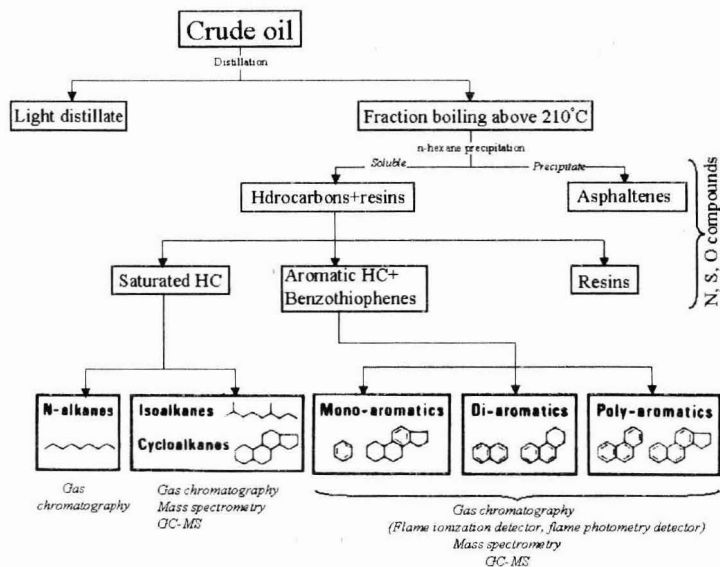 Crude oil
Distillation
Light distillate
Fraction boiling above 210°C
n-hexane precipitation
Soluble
Precipitate
Hdrocarbons+resins
Asphaltenes
N, S, O compounds
Saturated HC
Aromatic HC+
Benzothiophenes
Resins
N-alkanes
Isoalkanes
Cycloalkanes
Mono-aromatics
Di-aromatics
Poly-aromatics
Gas
chromatography
Gas chromatography
Mass spectrometry
GC-MS
Gas chromatography
(Flame ionization detector, flame photometry detector)
Mass spectrometry
GC-MS